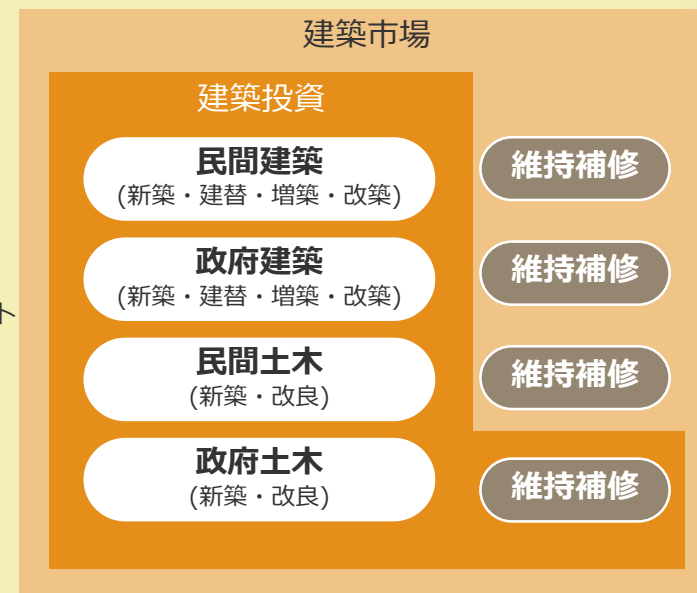 建築市場
建築投資
民間建築
(新築・建替・増築・改築)
維持補修
政府建築
(新築・建替・増築・改築)
維持補修
ト
民間土木
(新築・改良)
維持補修
政府土木
(新築・改良)
維持補修